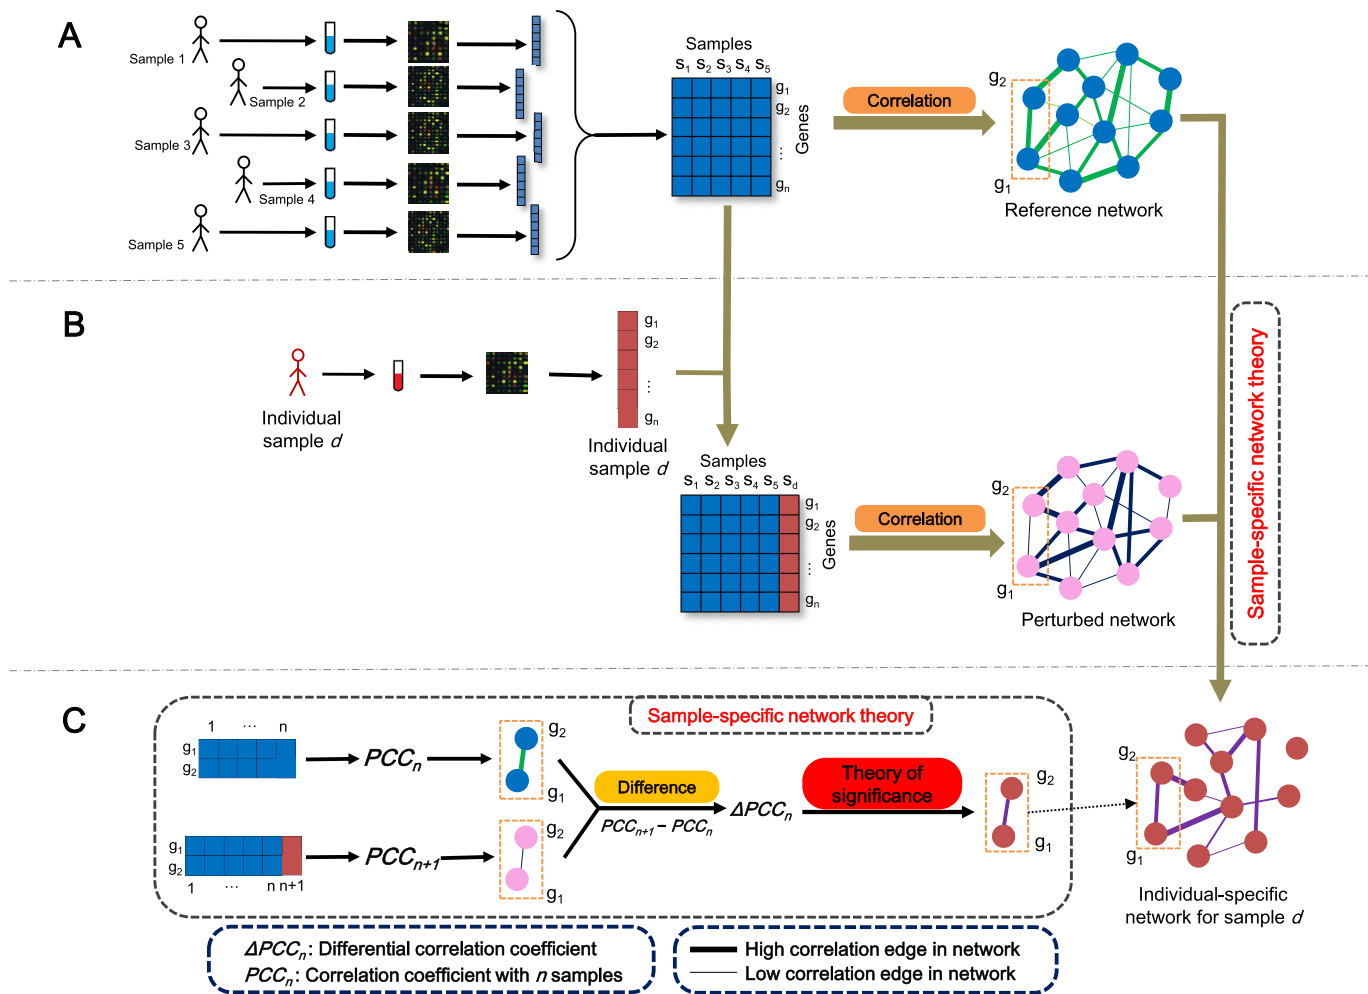 A
Sample 1
Sample 2
Sample 3
Sample 4
Sample 5
Samples
S1 S2 S3 S4 S5
g1
g2
...
gn
Genes
Correlation
g2
g1
Reference network
B
Individual
sample d
g1
g2
...
gn
Individual
sample d
Samples
S1 S2 S3 S4 S5 Sd
g1
g2
...
gn
Genes
Correlation
g2
g1
Perturbed network
Sample-specific network theory
C
Sample-specific network theory
1 ... n
g1
g2
PCCn
g2
g1
g1
g2
1 ... n n+1
PCCn+1
g2
g1
Difference
PCCn+1 − PCCn
ΔPCCn
Theory of
significance
g2
g1
g2
g1
Individual-specific
network for sample d
ΔPCCn: Differential correlation coefficient
PCCn: Correlation coefficient with n samples
High correlation edge in network
Low correlation edge in network